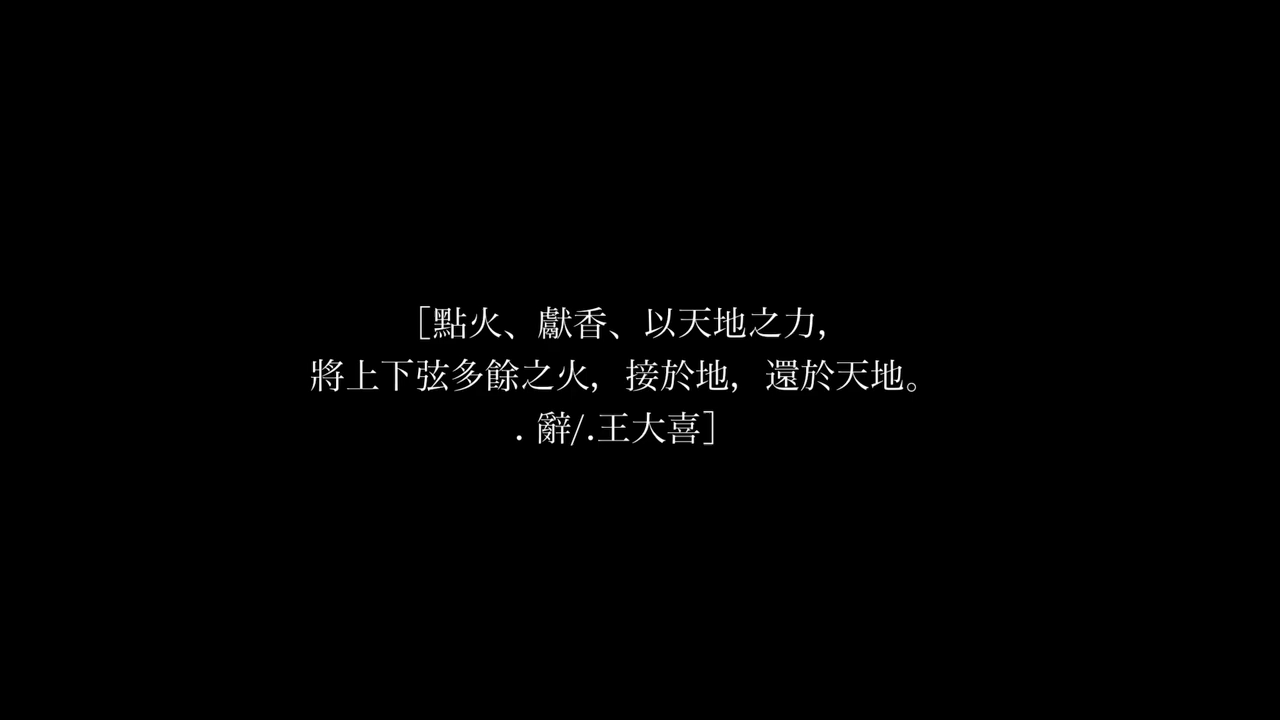 ［點火、獻香、以天地之力，
將上下弦多餘之火，接於地，還於天地。
. 辭/.王大喜］